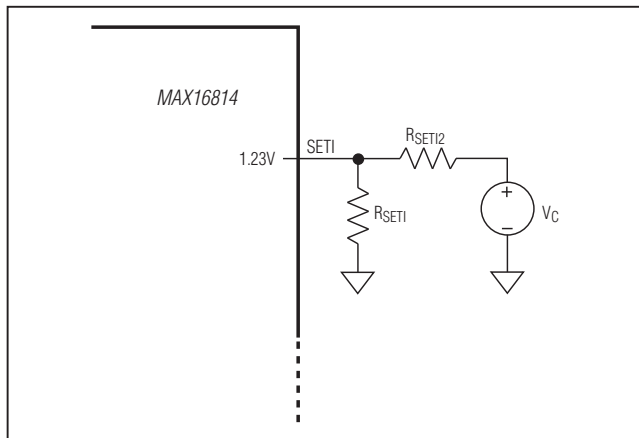 MAX16814
1.23V
SETI
RSETI2
RSETI
+
−
VC